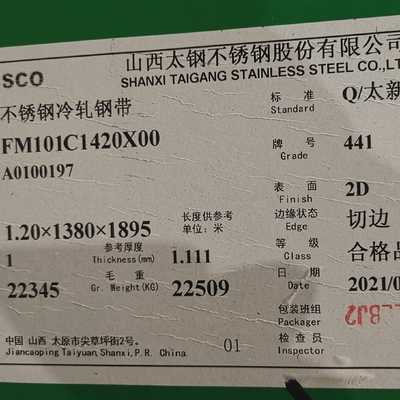 SCO
山西太钢不锈钢股份有限公司
SHANXI TAIGANG STAINLESS STEEL CO.,LT
不锈钢冷轧钢带
标 准 Q/太新
Standard
FM101C1420X00
牌 号 441
Grade
A0100197
表 面 2D
Finish
1.20×1380×1895
长度供参考
单位：米
边缘状态 切边
Edge
参考厚度
1 Thickness(mm) 1.111
等 级 合格品
Class
毛 重
22345 Gr. Weight(KG) 22509
日 期 2021/0
Date
包装班组
Packager
中国 山西 太原市尖草坪街2号。
Jiancaoping Taiyuan, Shanxi, P.R. China
01
检 查 员
Inspector